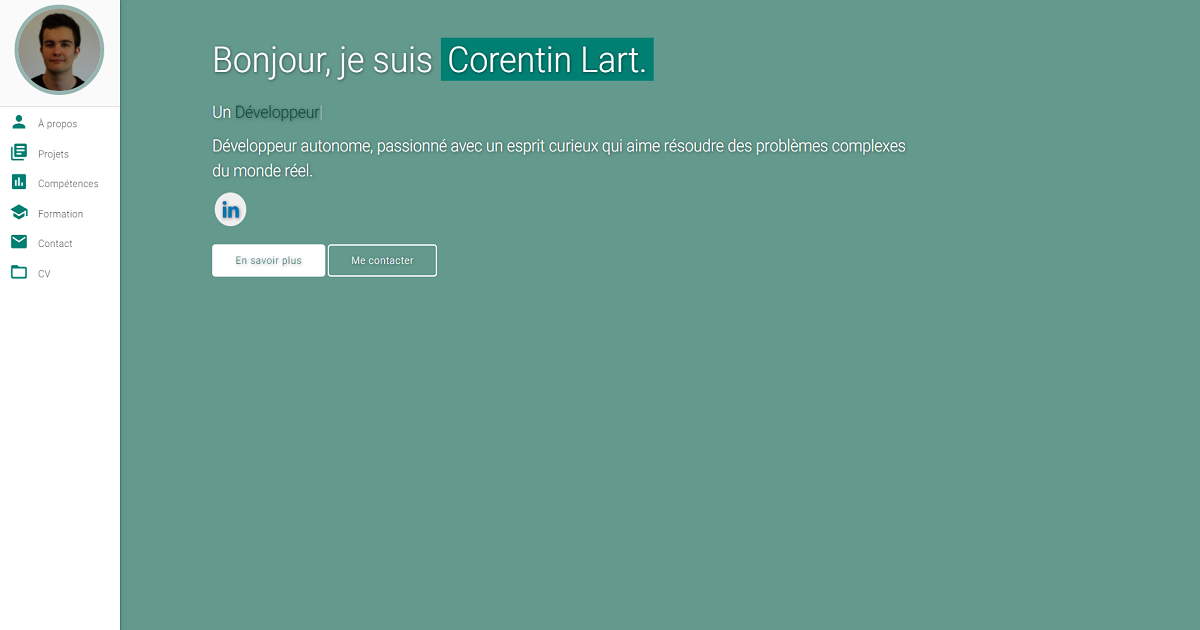 Bonjour, je suis Corentin Lart.
Un Développeur
Développeur autonome, passionné avec un esprit curieux qui aime résoudre des problèmes complexes
du monde réel.
in
En savoir plus
Me contacter
À propos
Projets
Compétences
Formation
Contact
CV